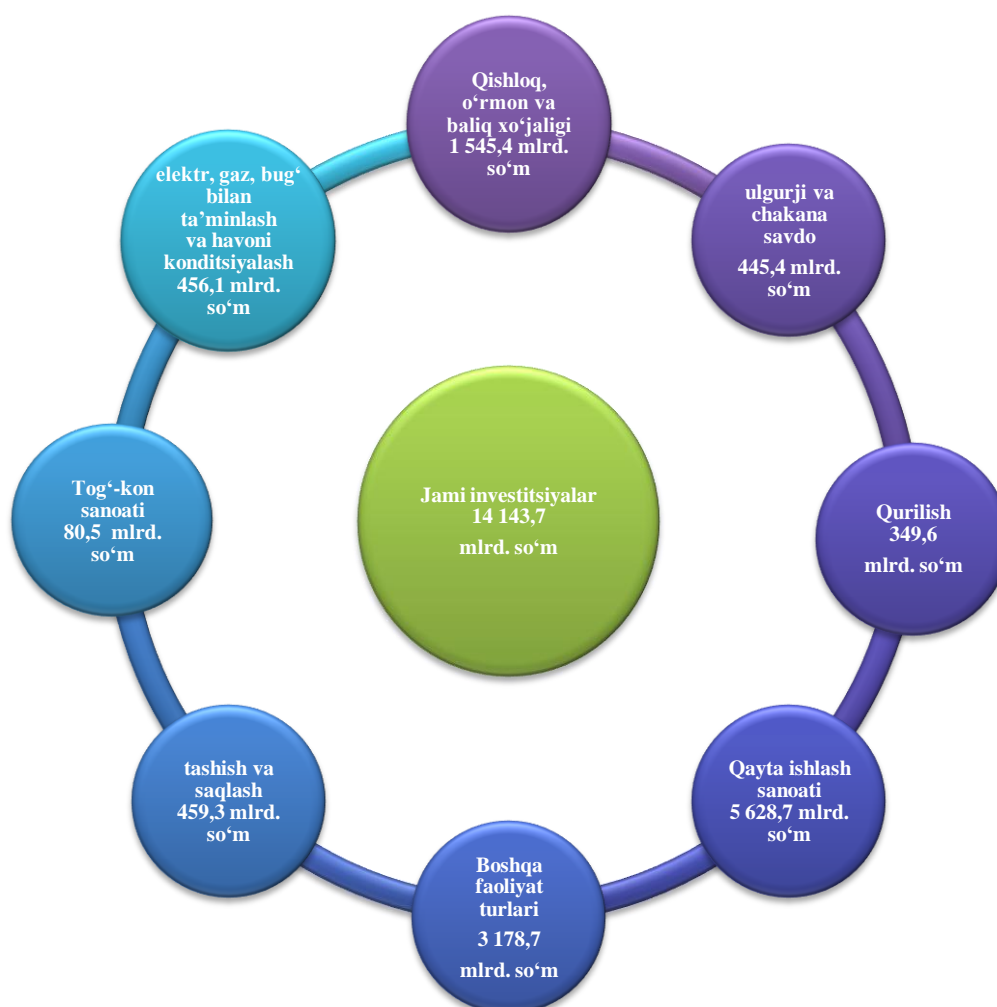 Qishloq,
o‘rmon va
baliq xo‘jaligi
1 545,4 mlrd.
so‘m
ulgurji va
chakana
savdo
445,4 mlrd.
so‘m
Qurilish
349,6
mlrd. so‘m
Qayta ishlash
sanoati
5 628,7 mlrd.
so‘m
Boshqa
faoliyat
turlari
3 178,7
mlrd. so‘m
tashish va
saqlash
459,3 mlrd.
so‘m
Tog‘-kon
sanoati
80,5 mlrd.
so‘m
elektr, gaz, bug‘
bilan
ta’minlash
va havoni
konditsiyalash
456,1 mlrd.
so‘m
Jami investitsiyalar
14 143,7
mlrd. so‘m